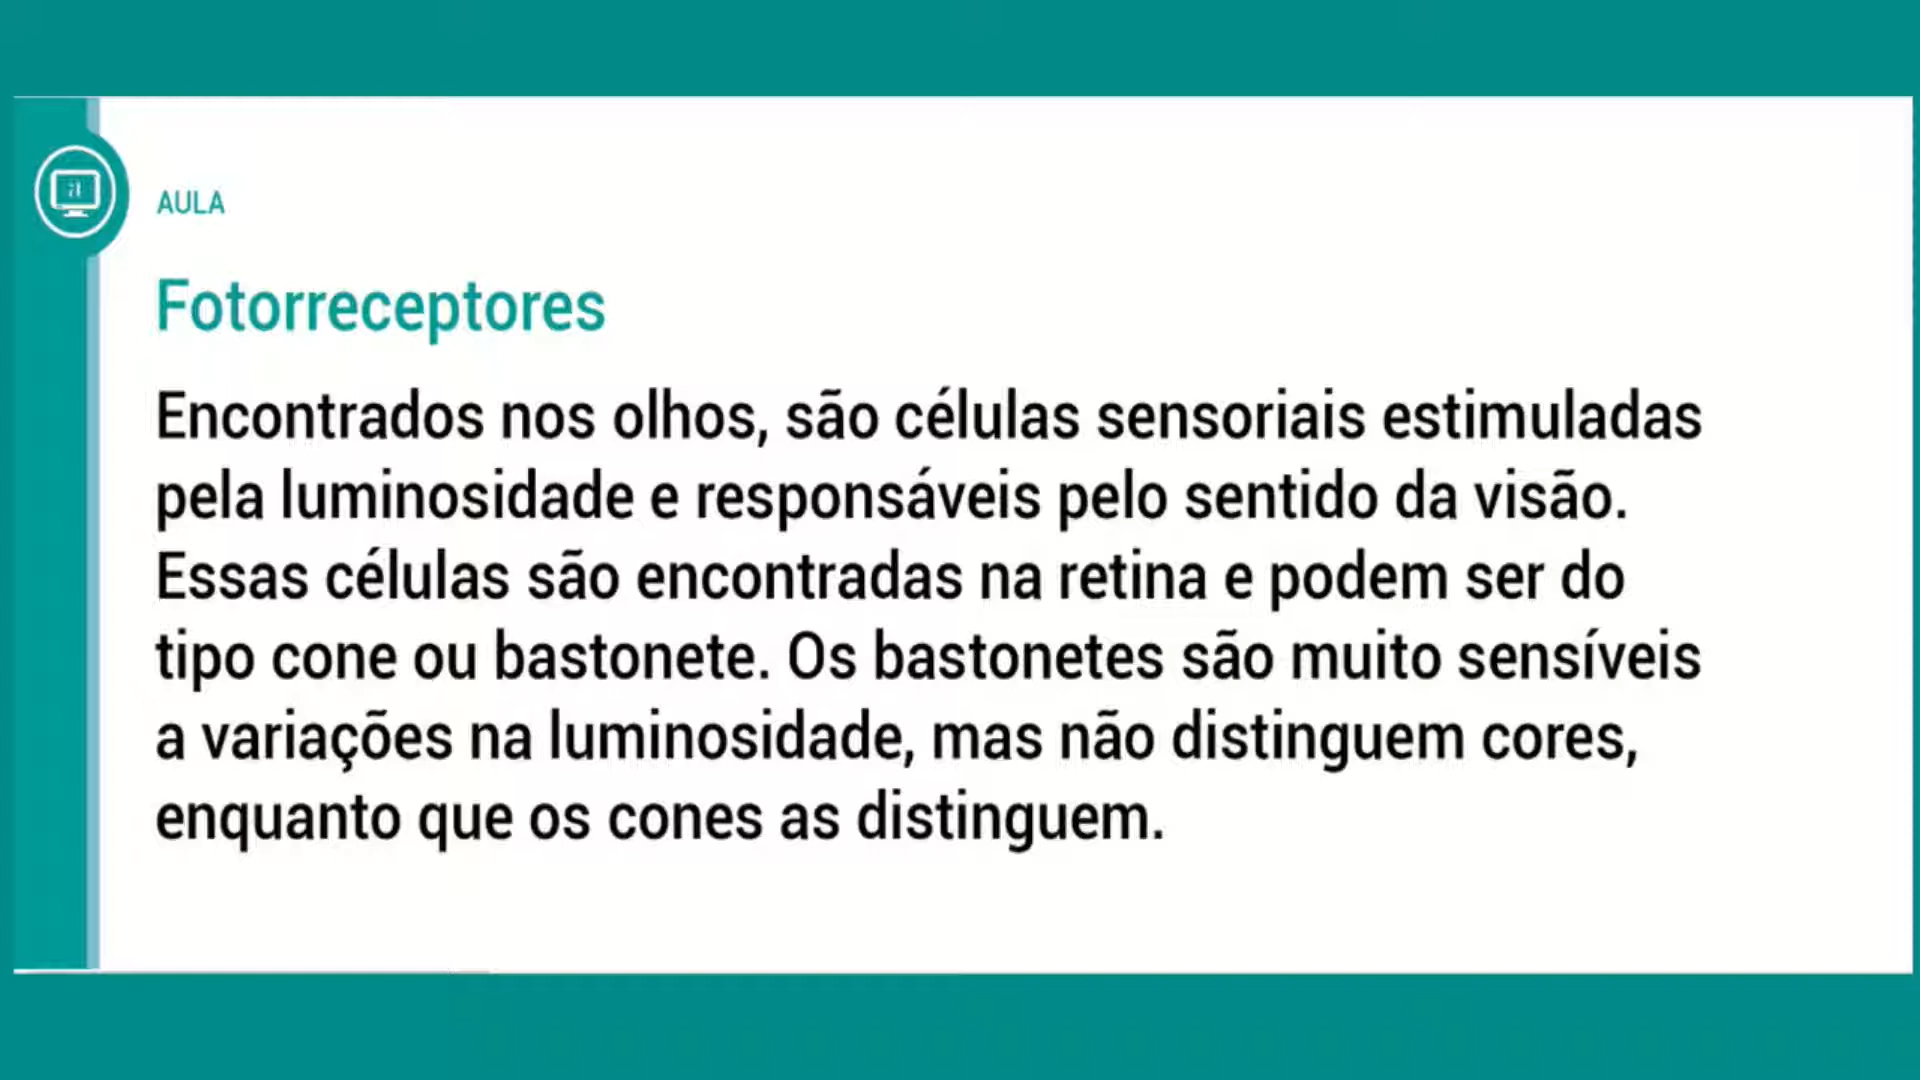 AULA
Fotorreceptores
Encontrados nos olhos, são células sensoriais estimuladas
pela luminosidade e responsáveis pelo sentido da visão.
Essas células são encontradas na retina e podem ser do
tipo cone ou bastonete. Os bastonetes são muito sensíveis
a variações na luminosidade, mas não distinguem cores,
enquanto que os cones as distinguem.